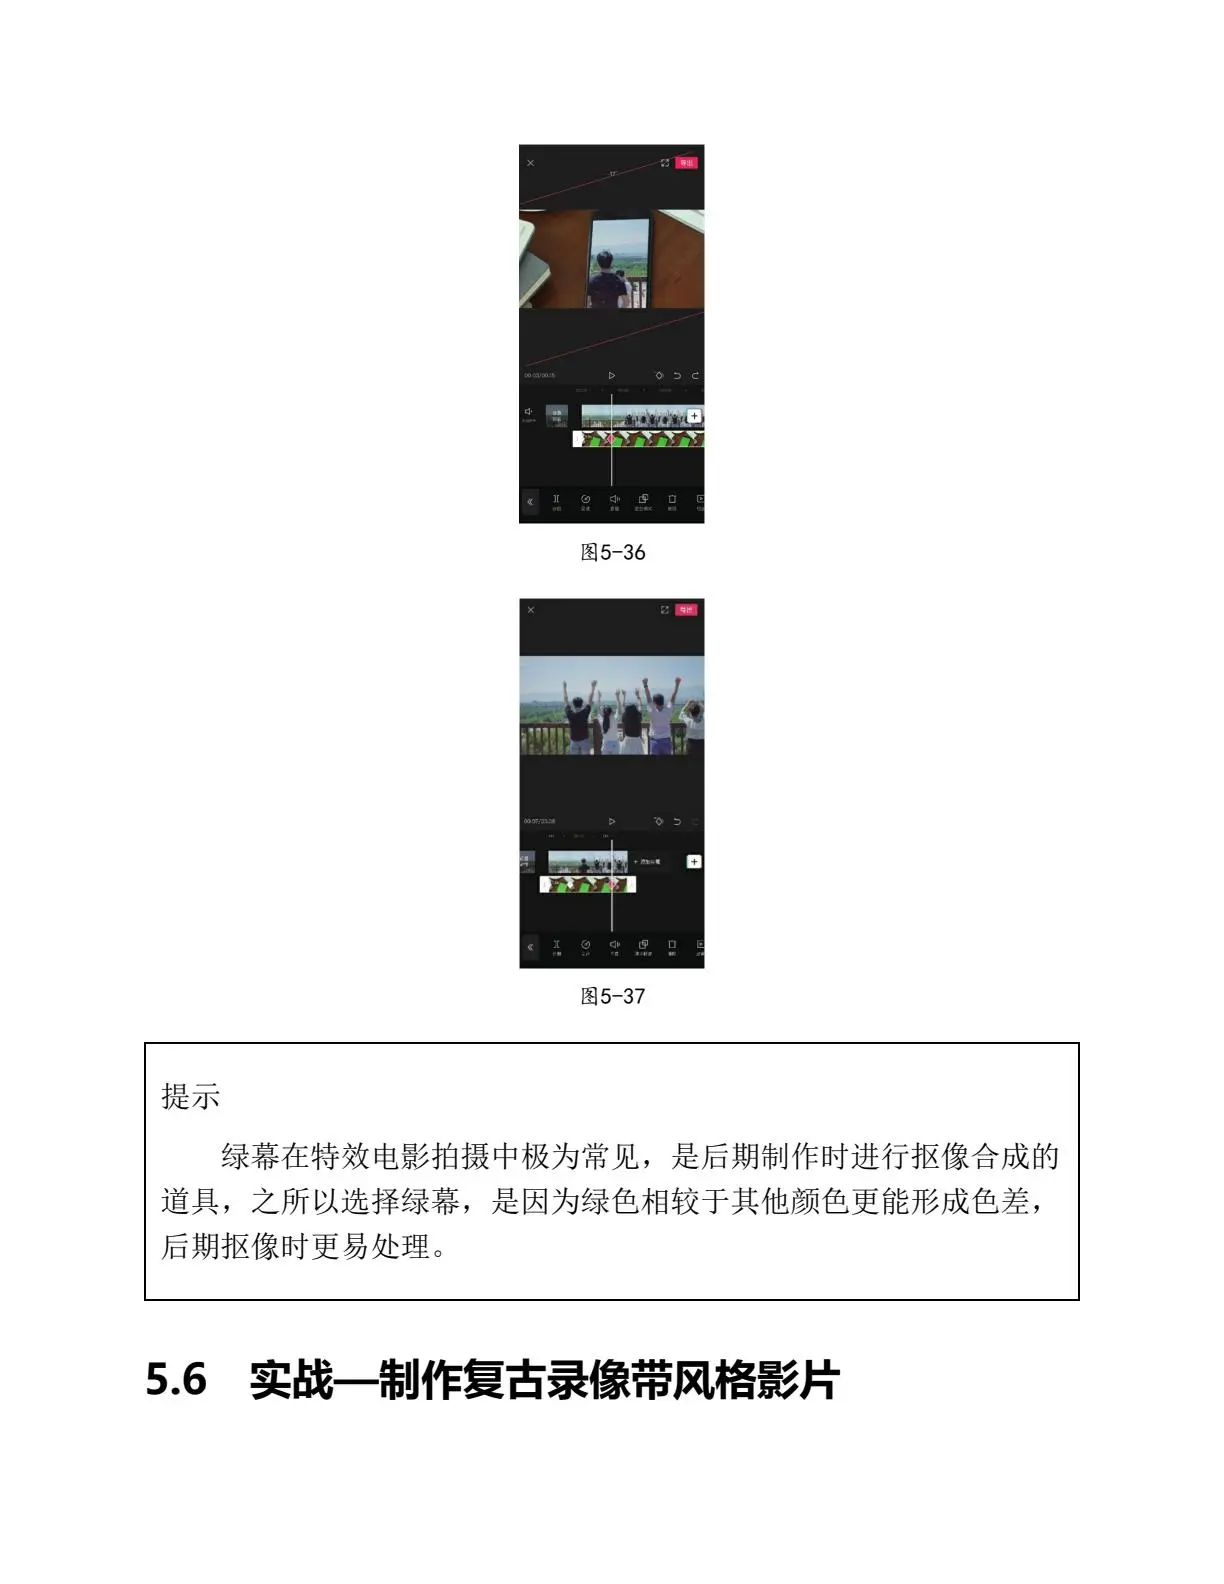 导出
图5-36
导出
图5-37
提示
绿幕在特效电影拍摄中极为常见，是后期制作时进行抠像合成的
道具，之所以选择绿幕，是因为绿色相较于其他颜色更能形成色差，
后期抠像时更易处理。
5.6 实战—制作复古录像带风格影片